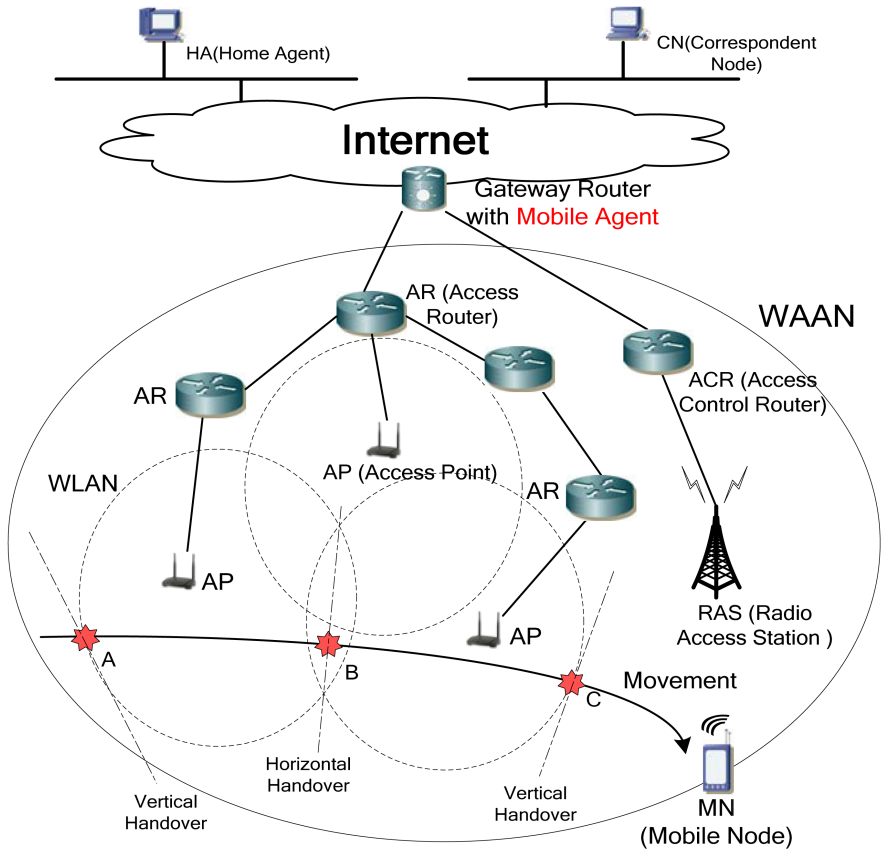 HA(Home Agent)
CN(Correspondent
Node)
Internet
Gateway Router
with Mobile Agent
AR (Access
Router)
WAAN
AR
ACR (Access
Control Router)
AP (Access Point)
WLAN
AR
AP
AP
RAS (Radio
Access Station )
A
B
C
Movement
Horizontal
Handover
Vertical
Handover
Vertical
Handover
MN
(Mobile Node)